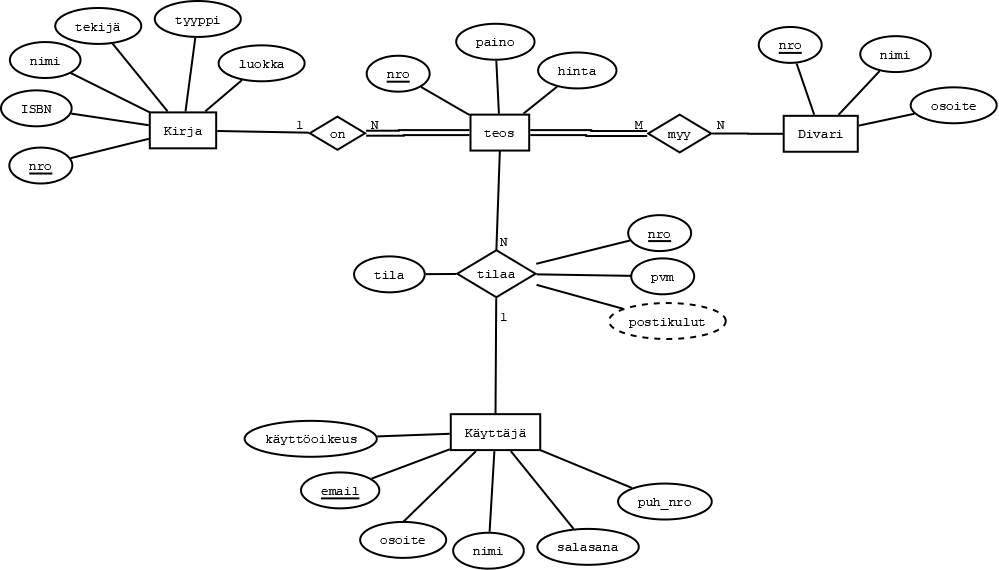 tekijä
tyyppi
nimi
luokka
ISBN
nro
Kirja
1
on
N
nro
paino
hinta
teos
M
myy
N
nro
nimi
osoite
Divari
N
tila
tilaa
nro
pvm
postikulut
1
Käyttäjä
käyttöoikeus
email
osoite
nimi
salasana
puh_nro